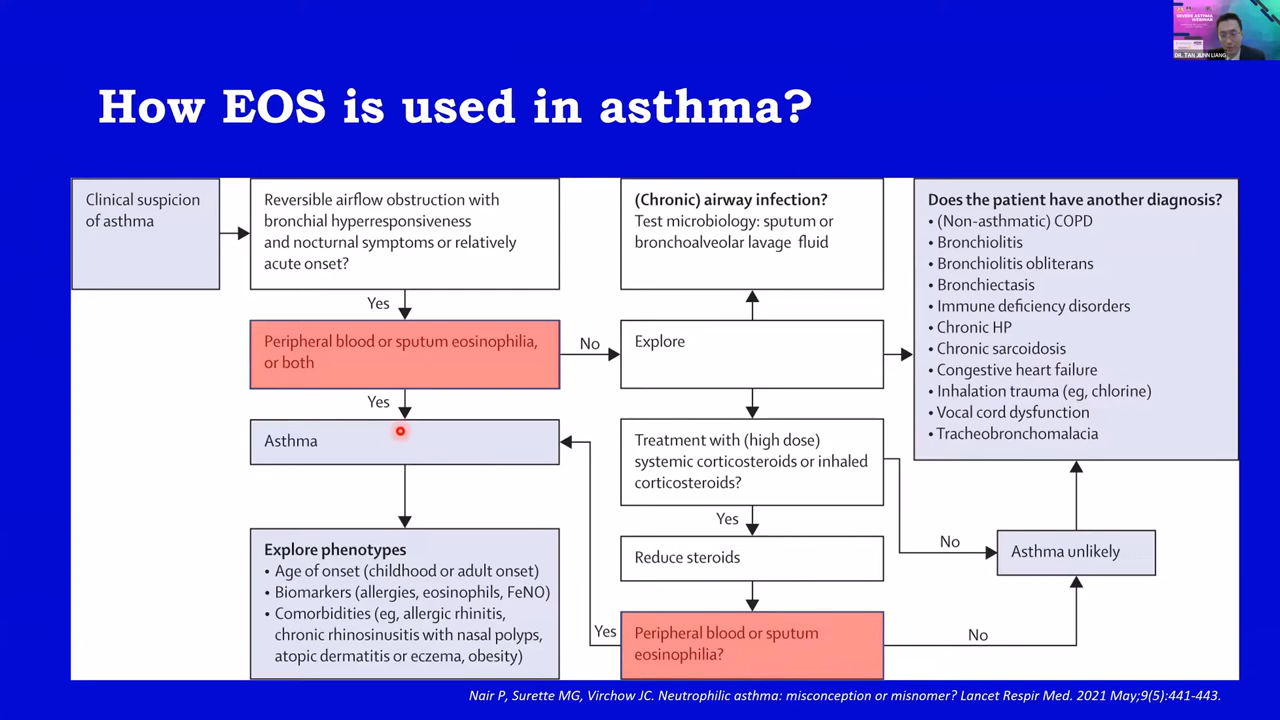 SEVERE ASTHMA
WEBINAR
DR. TAN JUNN LIANG
How EOS is used in asthma?
Clinical suspicion
of asthma
Reversible airflow obstruction with
bronchial hyperresponsiveness
and nocturnal symptoms or relatively
acute onset?
(Chronic) airway infection?
Test microbiology: sputum or
bronchoalveolar lavage fluid
Does the patient have another diagnosis?
• (Non-asthmatic) COPD
• Bronchiolitis
• Bronchiolitis obliterans
• Bronchiectasis
• Immune deficiency disorders
• Chronic HP
• Chronic sarcoidosis
• Congestive heart failure
• Inhalation trauma (eg, chlorine)
• Vocal cord dysfunction
• Tracheobronchomalacia
Yes
Peripheral blood or sputum eosinophilia,
or both
No
Explore
Yes
Asthma
Treatment with (high dose)
systemic corticosteroids or inhaled
corticosteroids?
Yes
No
Asthma unlikely
Reduce steroids
Explore phenotypes
• Age of onset (childhood or adult onset)
• Biomarkers (allergies, eosinophils, FeNO)
• Comorbidities (eg, allergic rhinitis,
chronic rhinosinusitis with nasal polyps,
atopic dermatitis or eczema, obesity)
Yes
Peripheral blood or sputum
eosinophilia?
No
Nair P, Surette MG, Virchow JC. Neutrophilic asthma: misconception or misnomer? Lancet Respir Med. 2021 May;9(5):441-443.